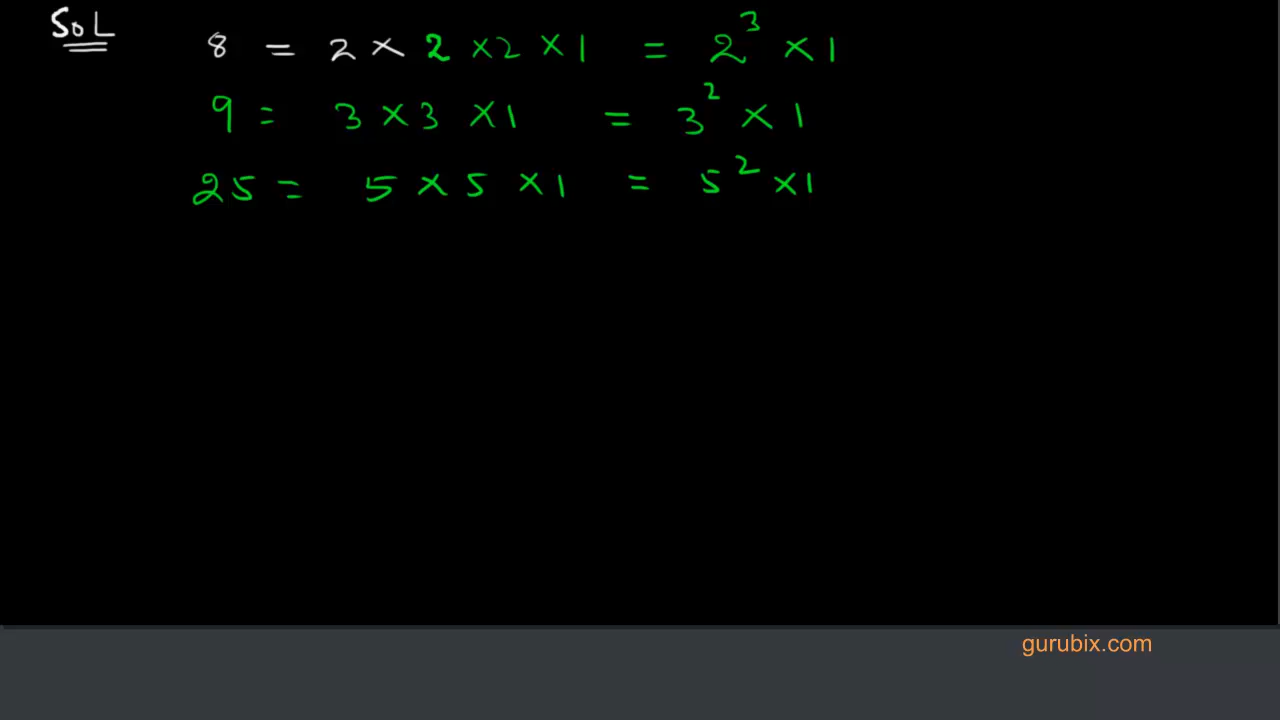 SoL
8 = 2 × 2 × 2 × 1 = 2³ × 1
9 = 3 × 3 × 1 = 3² × 1
25 = 5 × 5 × 1 = 5² × 1
gurubix.com